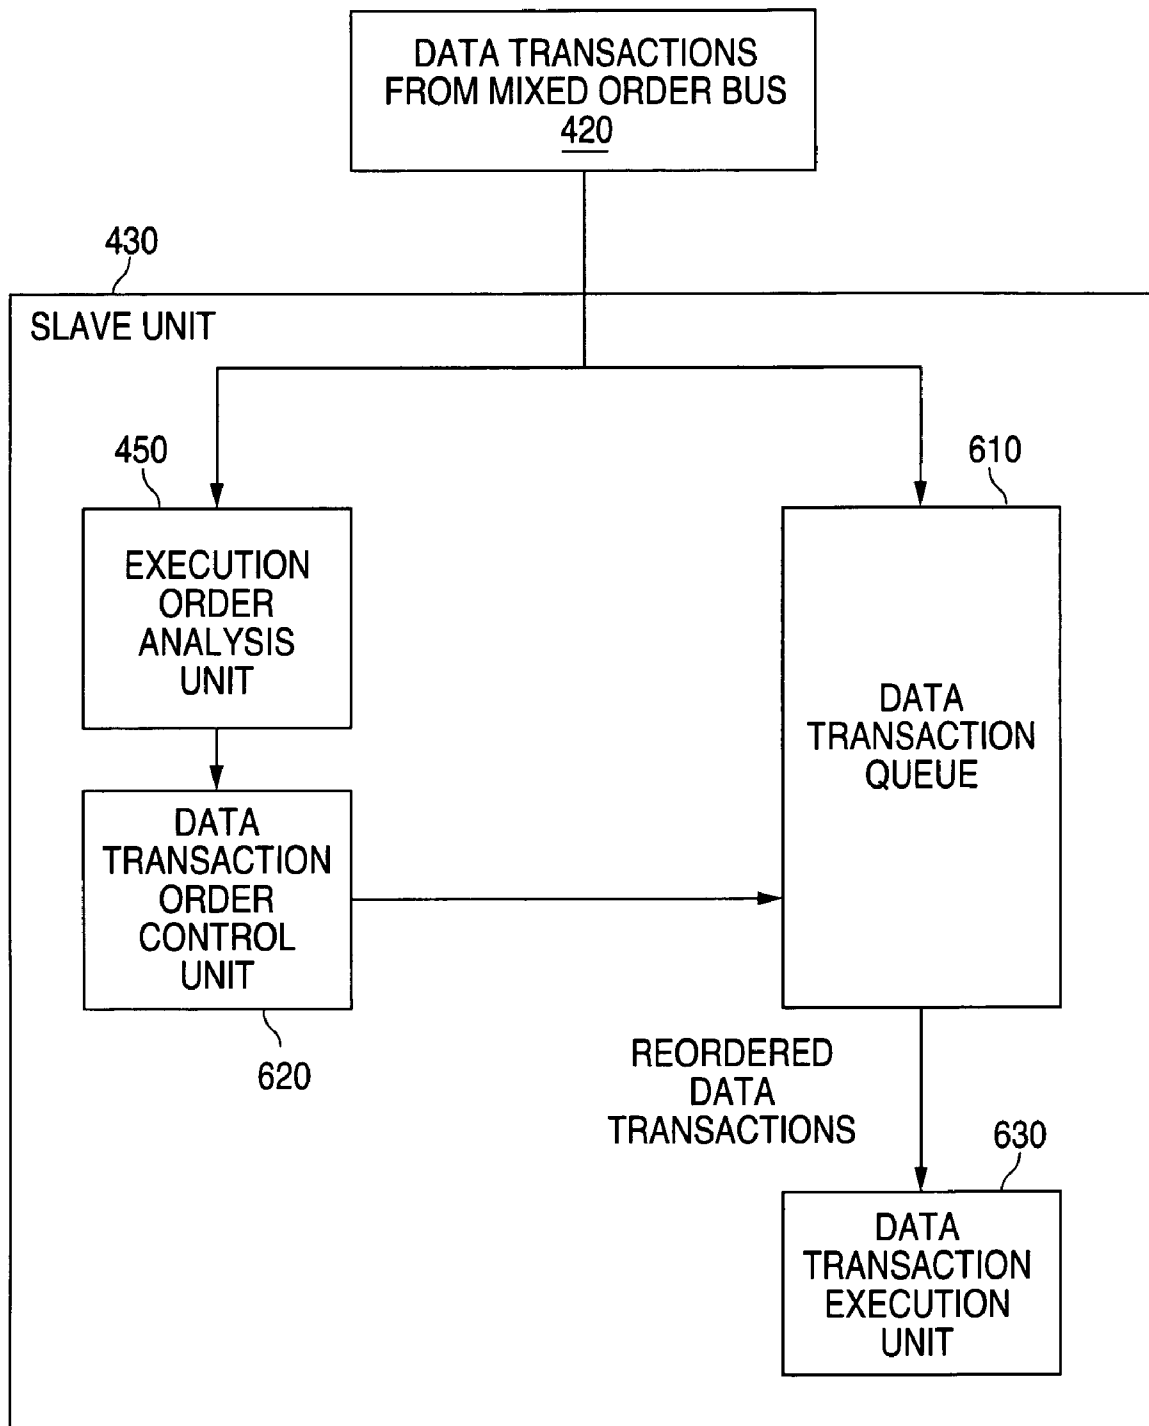 DATA TRANSACTIONS
FROM MIXED ORDER BUS
420
430
SLAVE UNIT
450
610
EXECUTION
ORDER
ANALYSIS
UNIT
DATA
TRANSACTION
QUEUE
DATA
TRANSACTION
ORDER
CONTROL
UNIT
620
REORDERED
DATA
TRANSACTIONS
630
DATA
TRANSACTION
EXECUTION
UNIT